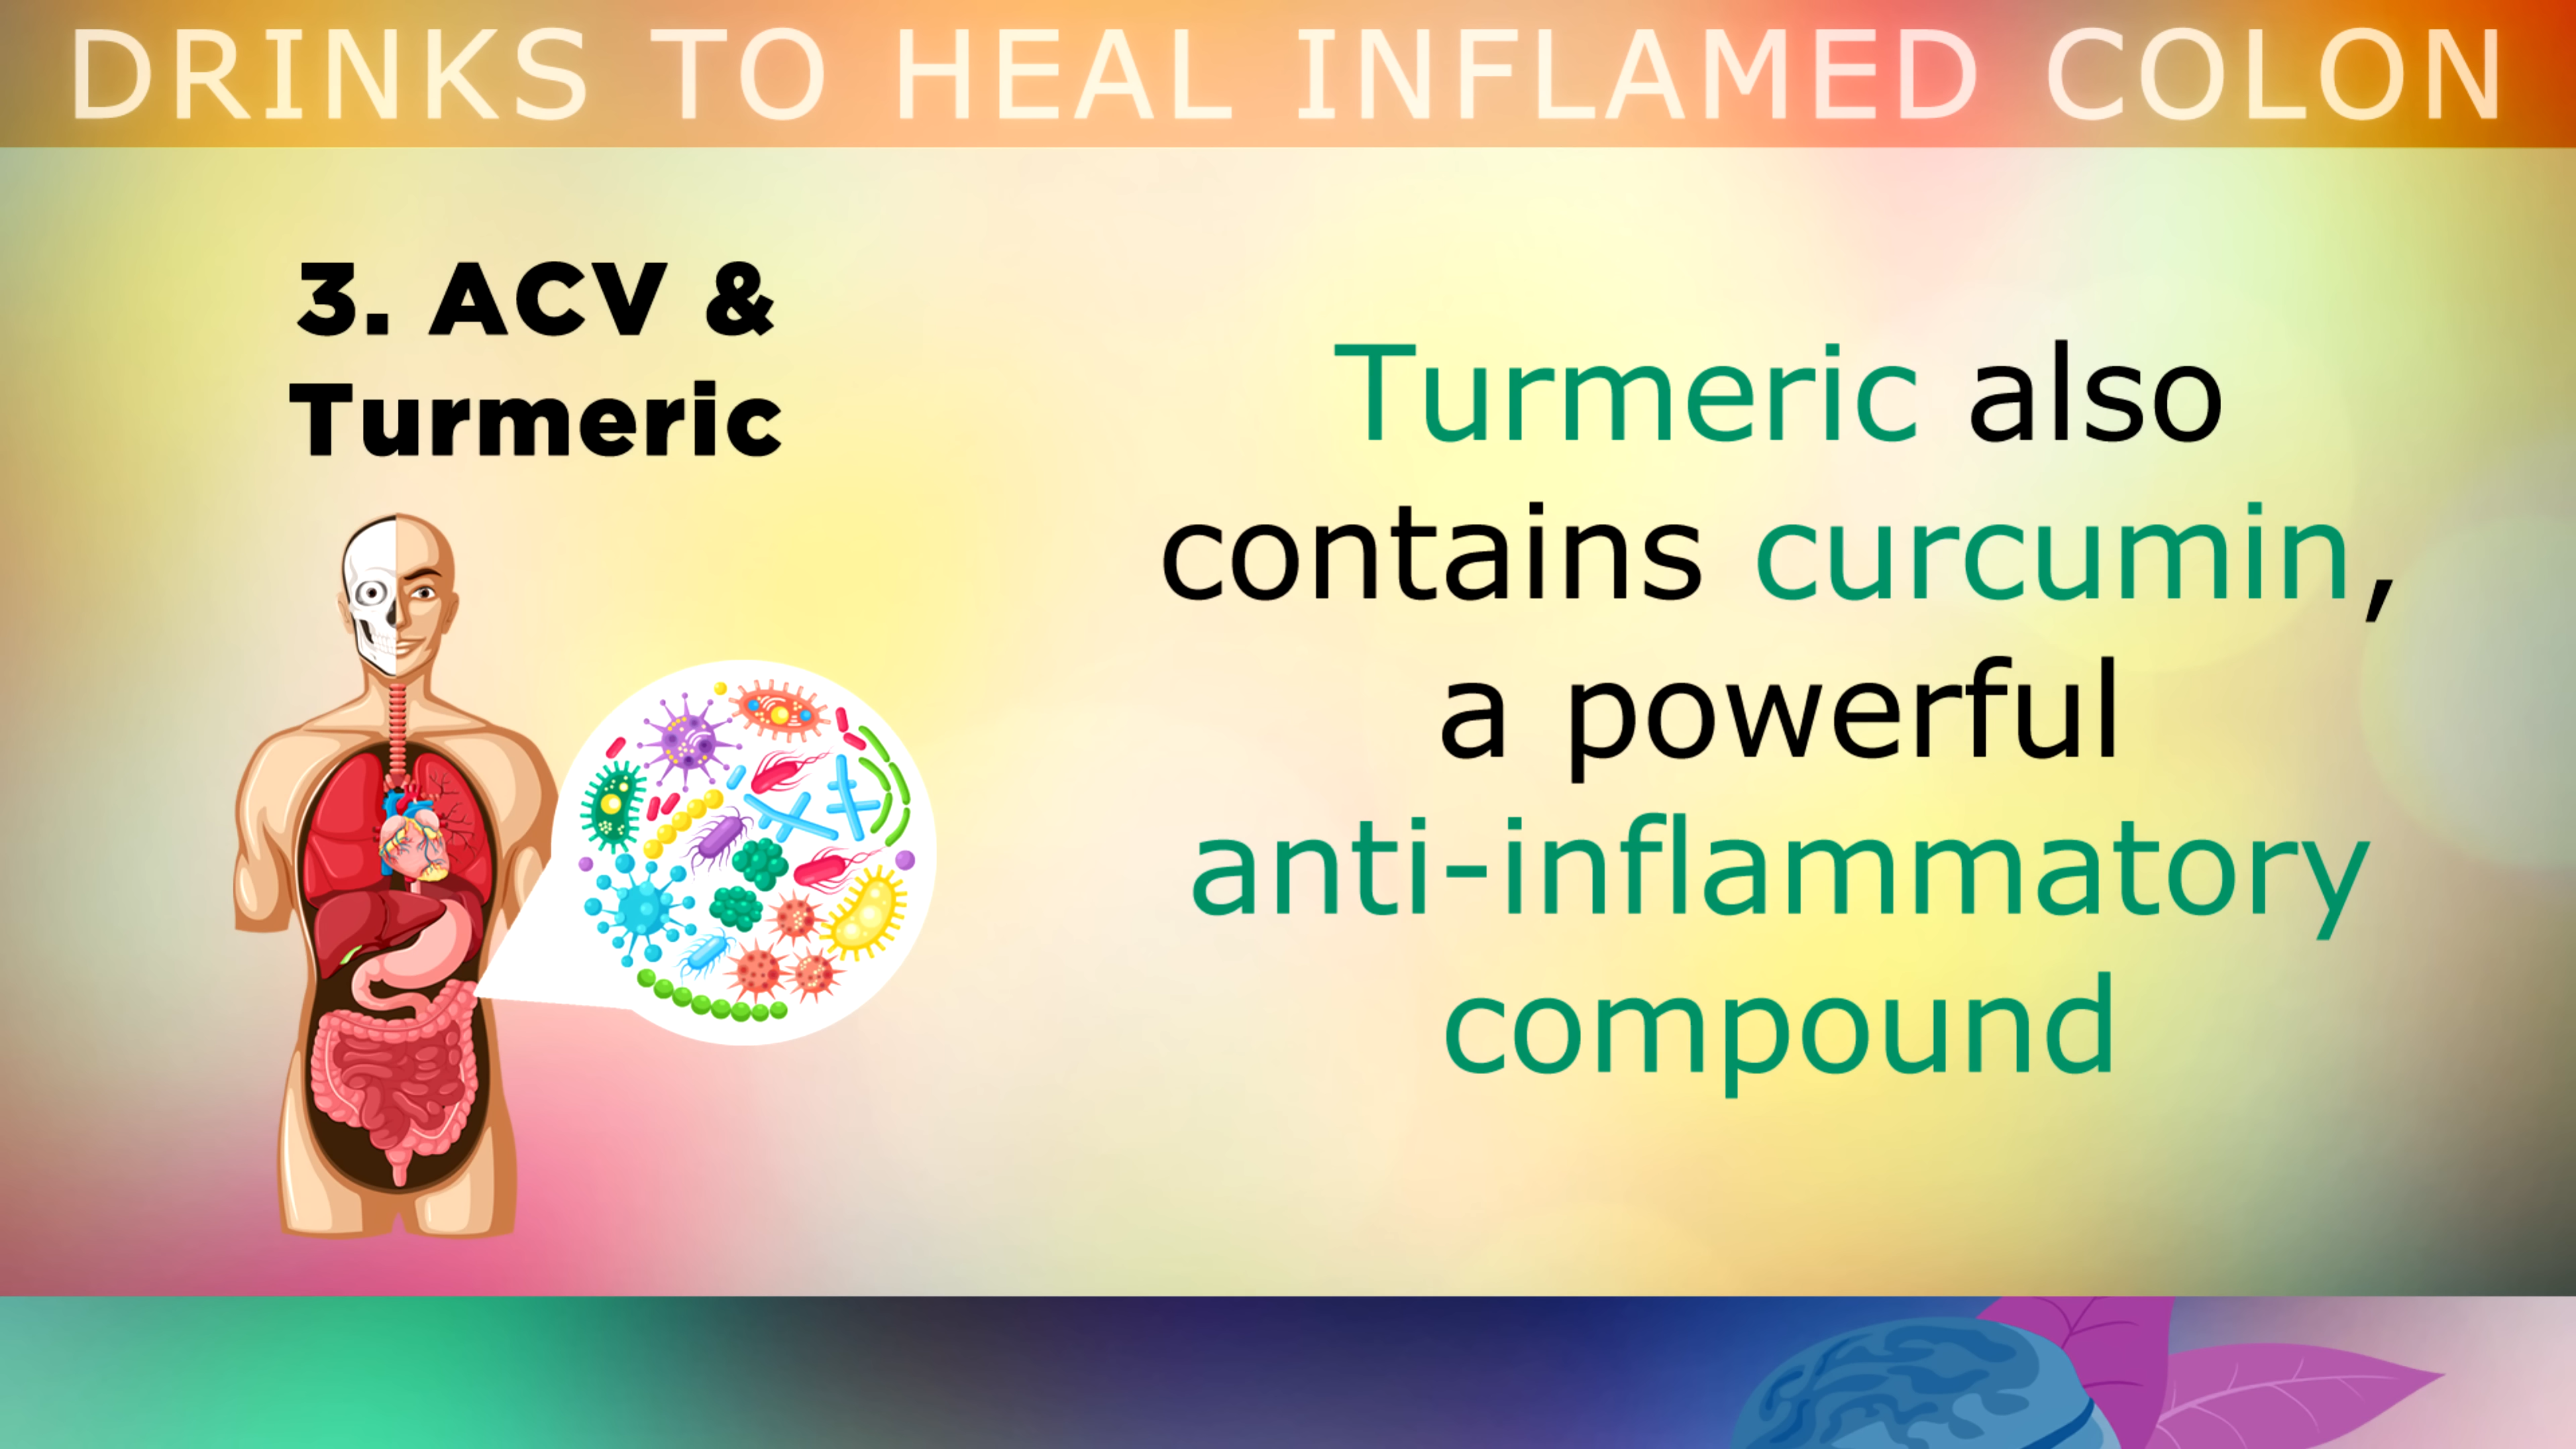 DRINKS TO HEAL INFLAMED COLON
3. ACV &
Turmeric
Turmeric also
contains curcumin,
a powerful
anti-inflammatory
compound